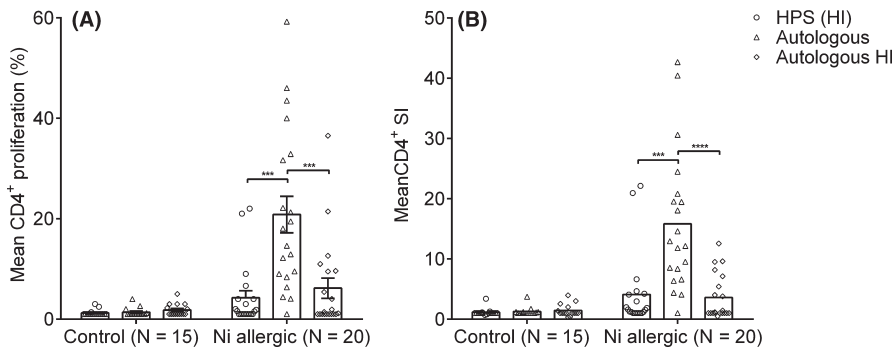 (A)
Mean CD4+ proliferation (%)
60
40
20
0
***
***
Control (N = 15)
Ni allergic (N = 20)
(B)
MeanCD4+ SI
50
40
30
20
10
0
***
****
Control (N = 15)
Ni allergic (N = 20)
HPS (HI)
Autologous
Autologous HI